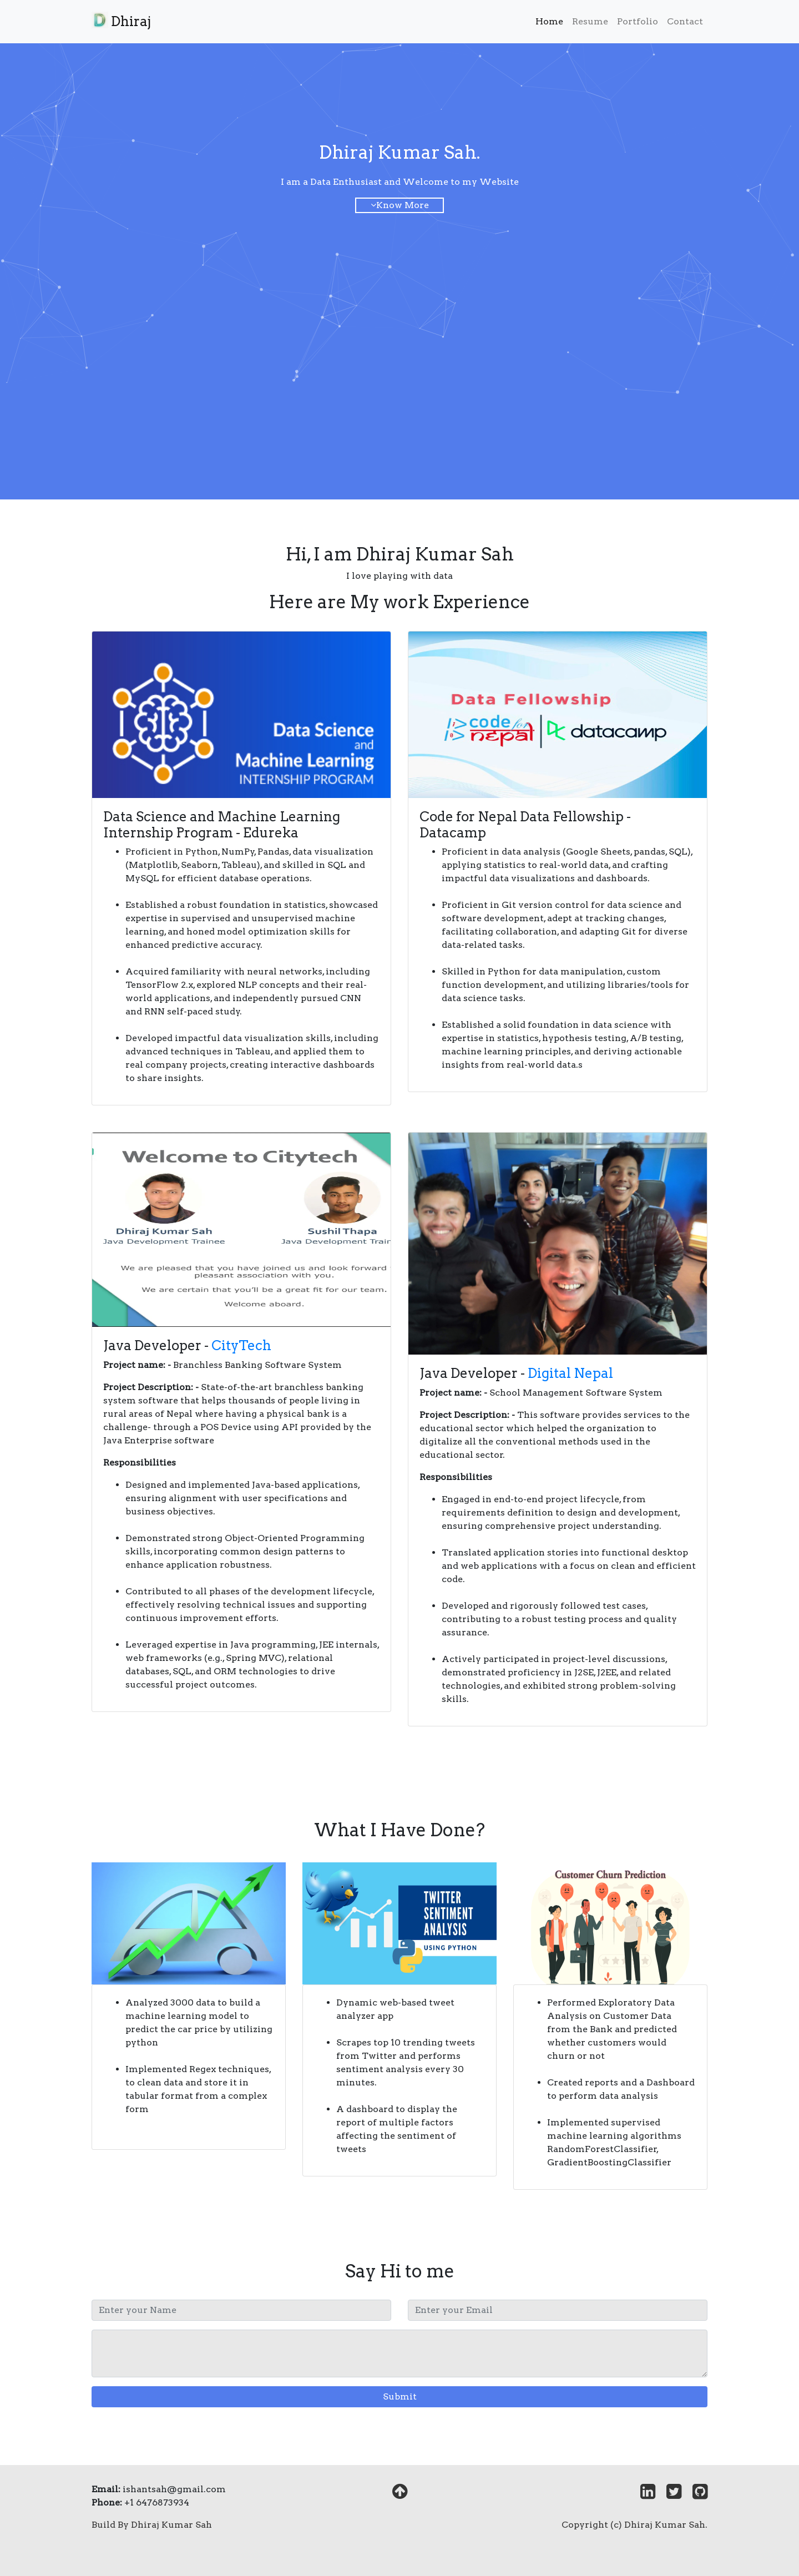 D Dhiraj
Home Resume Portfolio Contact
Dhiraj Kumar Sah.
I am a Data Enthusiast and Welcome to my Website
Know More
Hi, I am Dhiraj Kumar Sah
I love playing with data
Here are My work Experience
Data Science
and
Machine Learning
INTERNSHIP PROGRAM
Data Science and Machine Learning
Internship Program - Edureka
• Proficient in Python, NumPy, Pandas, data visualization
(Matplotlib, Seaborn, Tableau), and skilled in SQL and
MySQL for efficient database operations.
• Established a robust foundation in statistics, showcased
expertise in supervised and unsupervised machine
learning, and honed model optimization skills for
enhanced predictive accuracy.
• Acquired familiarity with neural networks, including
TensorFlow 2.x, explored NLP concepts and their real-
world applications, and independently pursued CNN
and RNN self-paced study.
• Developed impactful data visualization skills, including
advanced techniques in Tableau, and applied them to
real company projects, creating interactive dashboards
to share insights.
Data Fellowship
code for
nepal
datacamp
Code for Nepal Data Fellowship -
Datacamp
• Proficient in data analysis (Google Sheets, pandas, SQL),
applying statistics to real-world data, and crafting
impactful data visualizations and dashboards.
• Proficient in Git version control for data science and
software development, adept at tracking changes,
facilitating collaboration, and adapting Git for diverse
data-related tasks.
• Skilled in Python for data manipulation, custom
function development, and utilizing libraries/tools for
data science tasks.
• Established a solid foundation in data science with
expertise in statistics, hypothesis testing, A/B testing,
machine learning principles, and deriving actionable
insights from real-world data.s
Welcome to Citytech
Dhiraj Kumar Sah
Java Development Trainee
Sushil Thapa
Java Development Train
We are pleased that you have joined us and look forward
pleasant association with you.
We are certain that you'll be a great fit for our team.
Welcome aboard.
Java Developer - CityTech
Project name: - Branchless Banking Software System
Project Description: - State-of-the-art branchless banking
system software that helps thousands of people living in
rural areas of Nepal where having a physical bank is a
challenge- through a POS Device using API provided by the
Java Enterprise software
Responsibilities
• Designed and implemented Java-based applications,
ensuring alignment with user specifications and
business objectives.
• Demonstrated strong Object-Oriented Programming
skills, incorporating common design patterns to
enhance application robustness.
• Contributed to all phases of the development lifecycle,
effectively resolving technical issues and supporting
continuous improvement efforts.
• Leveraged expertise in Java programming, JEE internals,
web frameworks (e.g., Spring MVC), relational
databases, SQL, and ORM technologies to drive
successful project outcomes.
Java Developer - Digital Nepal
Project name: - School Management Software System
Project Description: - This software provides services to the
educational sector which helped the organization to
digitalize all the conventional methods used in the
educational sector.
Responsibilities
• Engaged in end-to-end project lifecycle, from
requirements definition to design and development,
ensuring comprehensive project understanding.
• Translated application stories into functional desktop
and web applications with a focus on clean and efficient
code.
• Developed and rigorously followed test cases,
contributing to a robust testing process and quality
assurance.
• Actively participated in project-level discussions,
demonstrated proficiency in J2SE, J2EE, and related
technologies, and exhibited strong problem-solving
skills.
What I Have Done?
• Analyzed 3000 data to build a
machine learning model to
predict the car price by utilizing
python
• Implemented Regex techniques,
to clean data and store it in
tabular format from a complex
form
TWITTER
SENTIMENT
ANALYSIS
USING PYTHON
• Dynamic web-based tweet
analyzer app
• Scrapes top 10 trending tweets
from Twitter and performs
sentiment analysis every 30
minutes.
• A dashboard to display the
report of multiple factors
affecting the sentiment of
tweets
Customer Churn Prediction
• Performed Exploratory Data
Analysis on Customer Data
from the Bank and predicted
whether customers would
churn or not
• Created reports and a Dashboard
to perform data analysis
• Implemented supervised
machine learning algorithms
RandomForestClassifier,
GradientBoostingClassifier
Say Hi to me
Enter your Name
Enter your Email
Submit
Email: ishantsah@gmail.com
Phone: +1 6476873934
Build By Dhiraj Kumar Sah
Copyright (c) Dhiraj Kumar Sah.